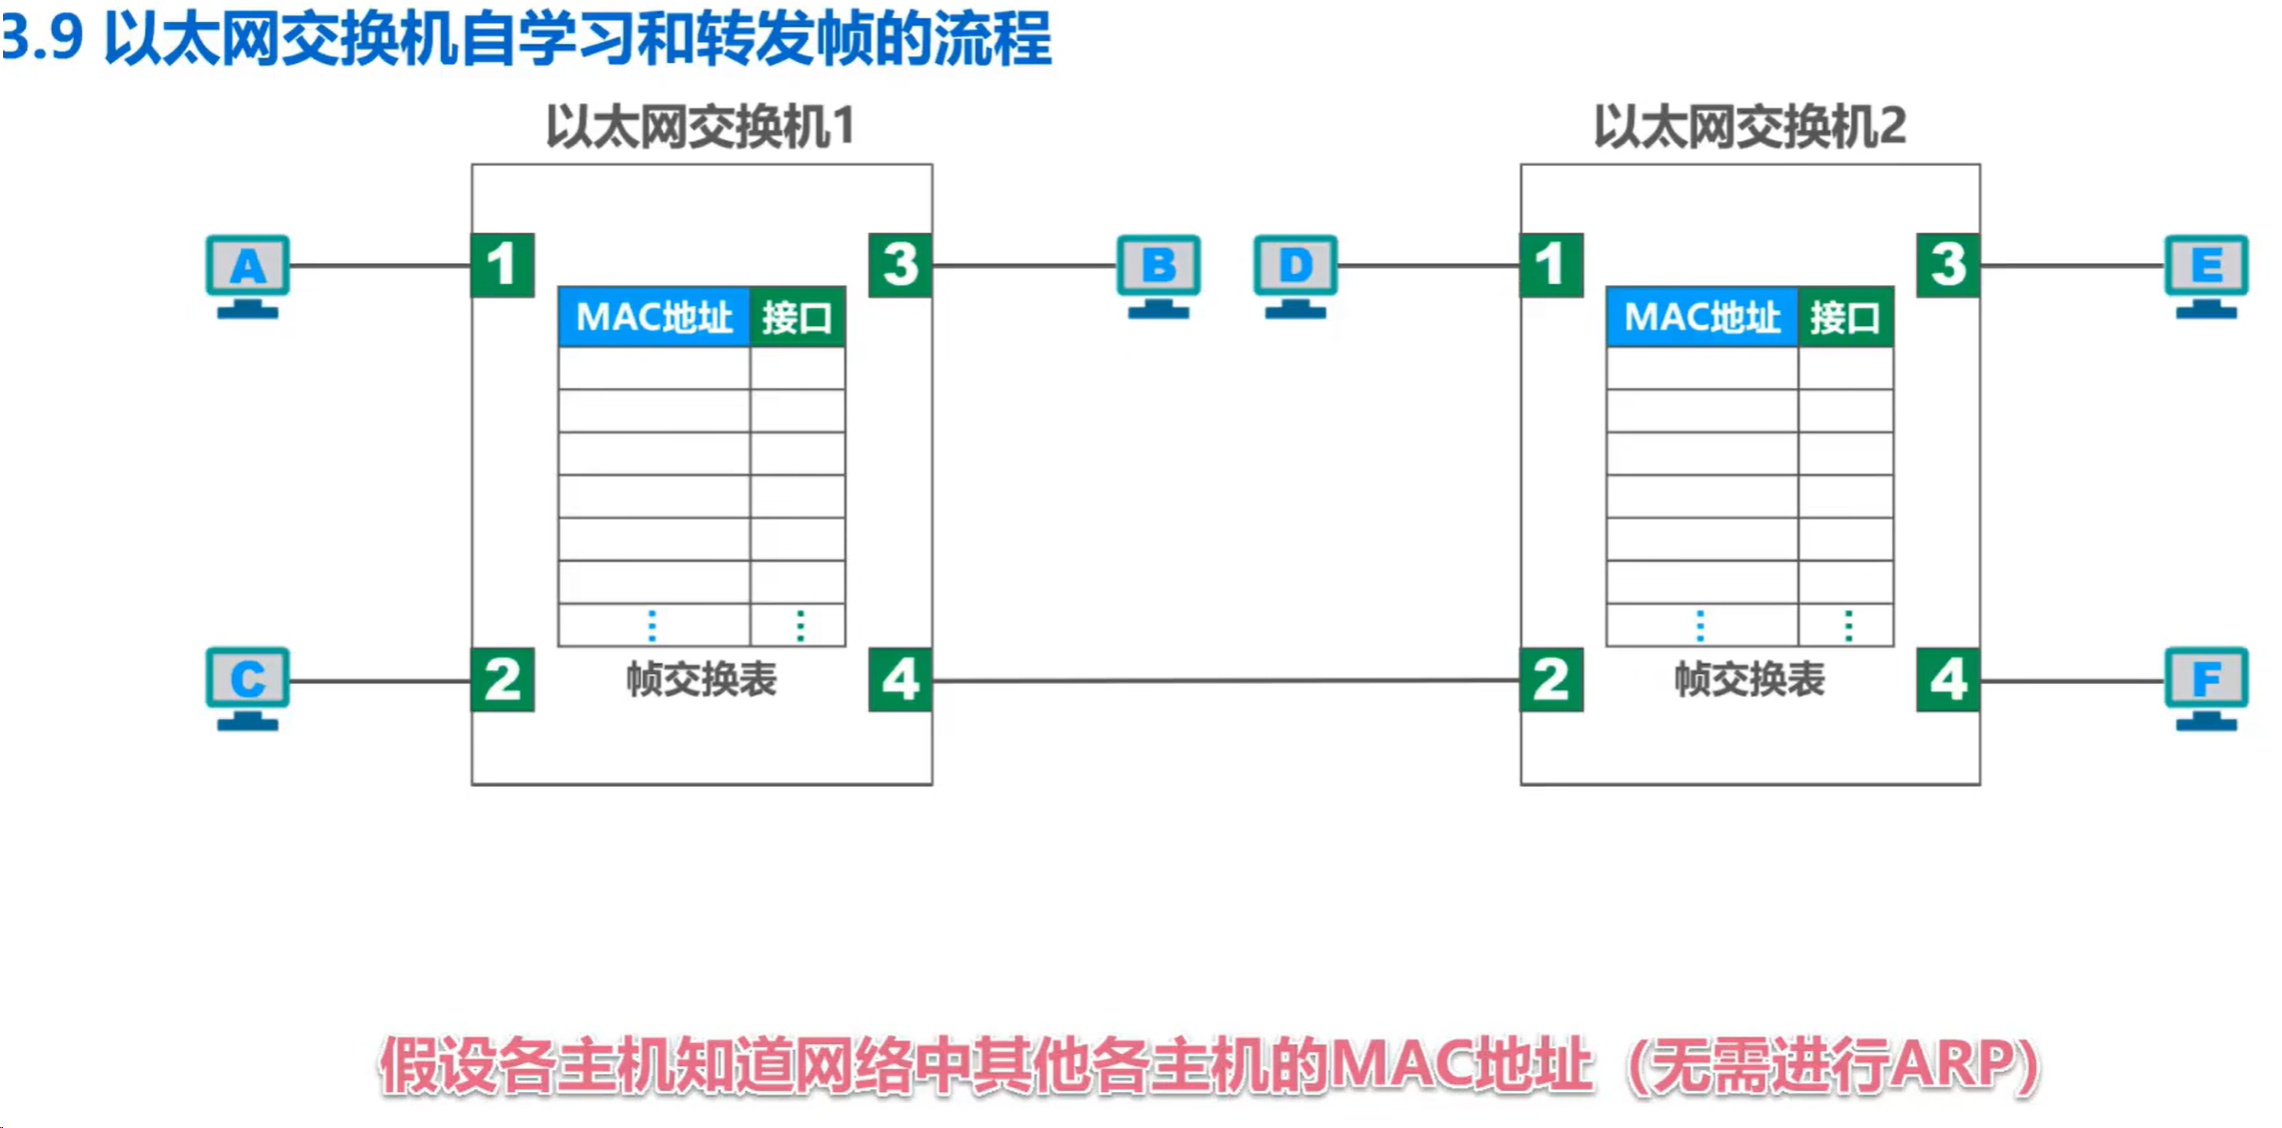 3.9 以太网交换机自学习和转发帧的流程
以太网交换机1
以太网交换机2
A
1
3
B
D
1
3
E
MAC地址 接口
MAC地址 接口
C
2
帧交换表
4
2
帧交换表
4
F
假设各主机知道网络中其他各主机的MAC地址（无需进行ARP）